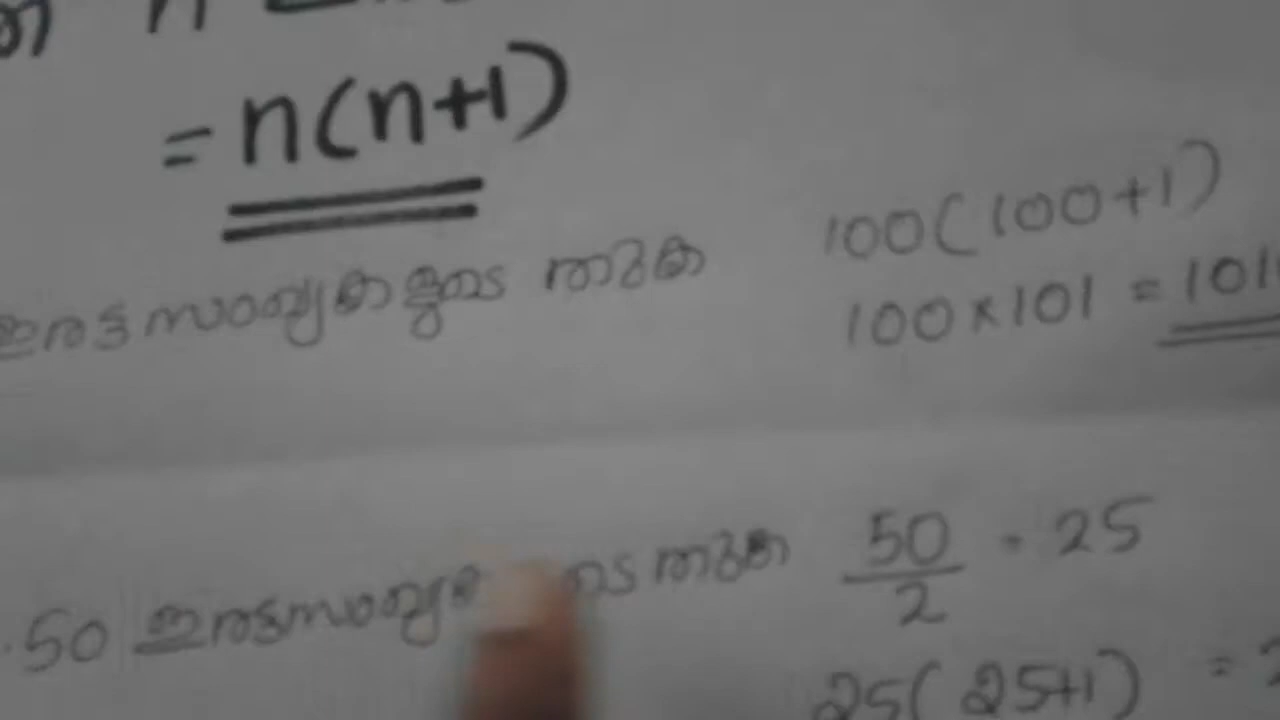 n
= n(n+1)
ഇരട്ടസംഖ്യകളുടെ തുക
100(100+1)
100×101 = 101
.50 ഇരട്ടസംഖ്യ തുക
50/2 = 25
25(25+1) =